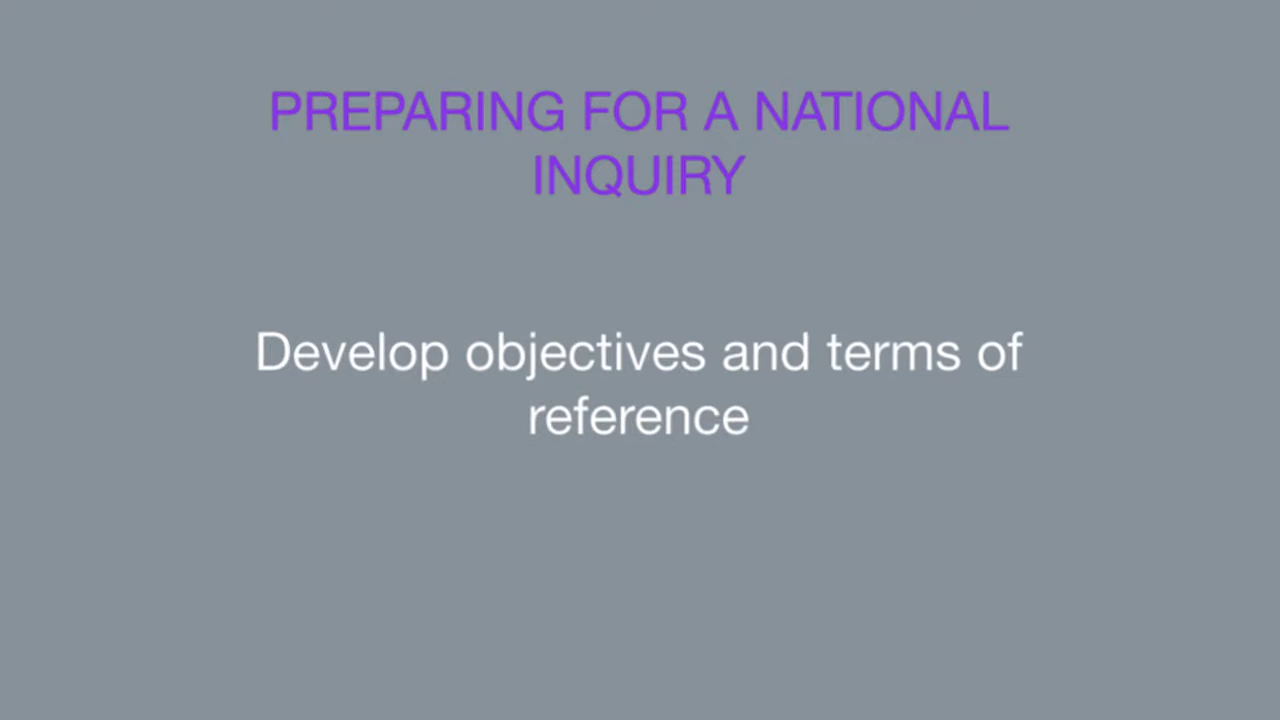 PREPARING FOR A NATIONAL
INQUIRY
Develop objectives and terms of
reference